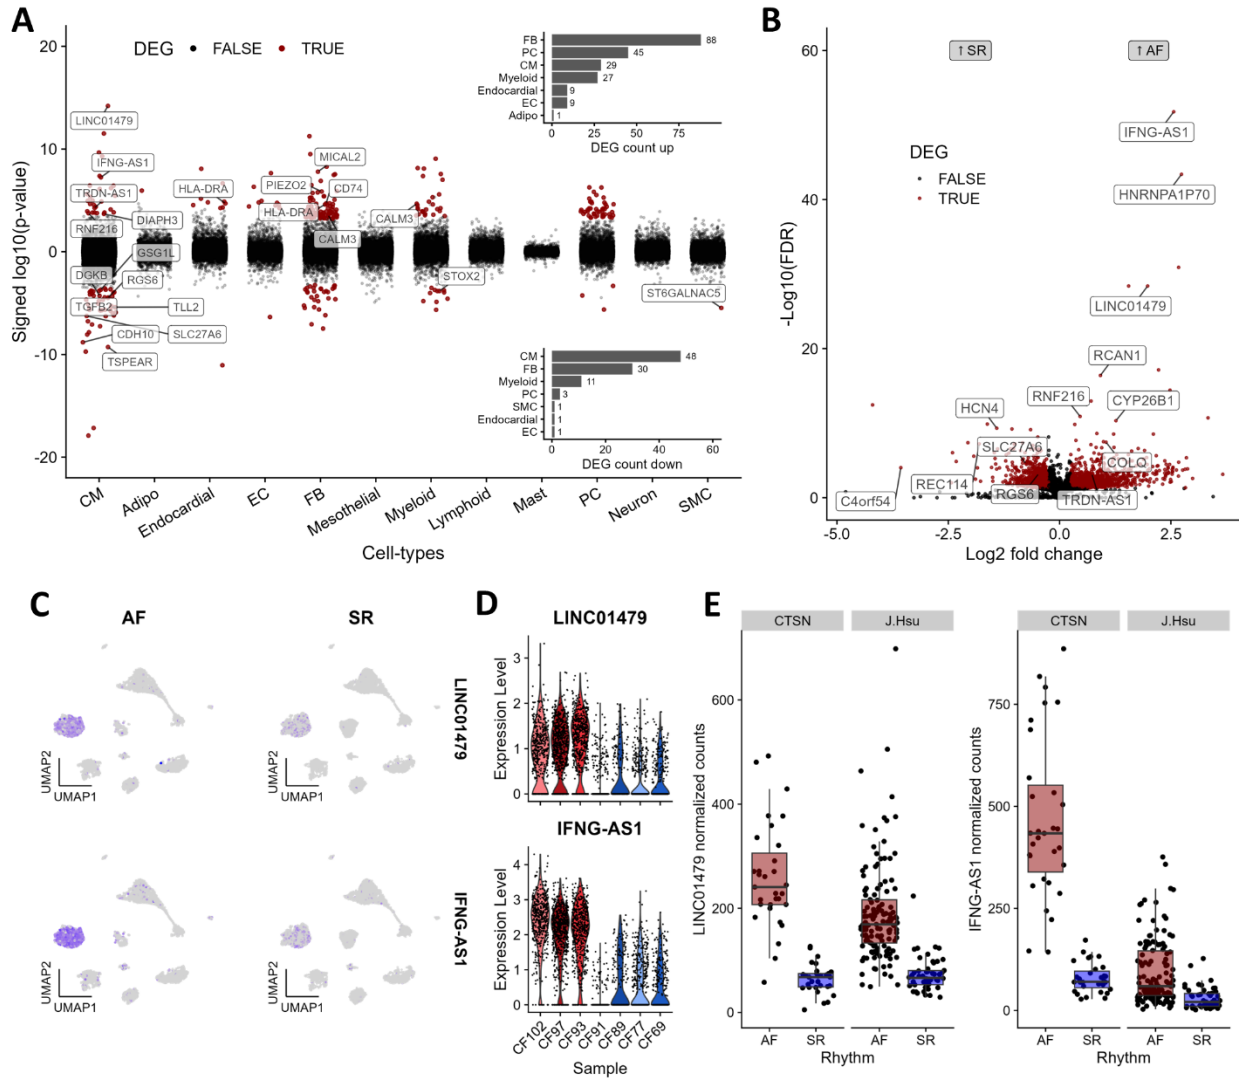 A
DEG FALSE TRUE
Signed log10(p-value)
20
10
0
-10
-20
LINC01479
IFNG-AS1
TRDN-AS1
RNF216
DIAPH3
GSG1L
DGKB
RGS6
TGFB2
TLL2
CDH10
SLC27A6
TSPEAR
HLA-DRA
PIEZO2
MICAL2
CD74
HLA-DRA
CALM3
CALM3
STOX2
ST6GALNAC5
FB 88
PC 45
CM 29
Myeloid 27
Endocardial 9
EC 9
Adipo 1
0 25 50 75
DEG count up
CM 48
FB 30
Myeloid 11
PC 3
SMC 1
Endocardial 1
EC 1
0 20 40 60
DEG count down
CM Adipo Endocardial EC FB Mesothelial Myeloid Lymphoid Mast PC Neuron SMC
Cell-types
B
↑ SR ↑ AF
-Log10(FDR)
60
40
20
0
DEG
FALSE
TRUE
IFNG-AS1
HNRNPA1P70
LINC01479
RCAN1
RNF216
CYP26B1
HCN4
SLC27A6
COLQ
REC114
RGS6
TRDN-AS1
C4orf54
-5.0 -2.5 0.0 2.5
Log2 fold change
C
AF SR
LINC01479
UMAP2
UMAP1
UMAP2
UMAP1
IFNG-AS1
UMAP2
UMAP1
UMAP2
UMAP1
D
LINC01479
Expression Level
3
2
1
0
IFNG-AS1
Expression Level
4
3
2
1
0
CF102 CF97 CF93 CF91 CF89 CF77 CF69
Sample
E
CTSN J.Hsu
LINC01479 normalized counts
600
400
200
0
AF SR AF SR
Rhythm
CTSN J.Hsu
IFNG-AS1 normalized counts
750
500
250
0
AF SR AF SR
Rhythm